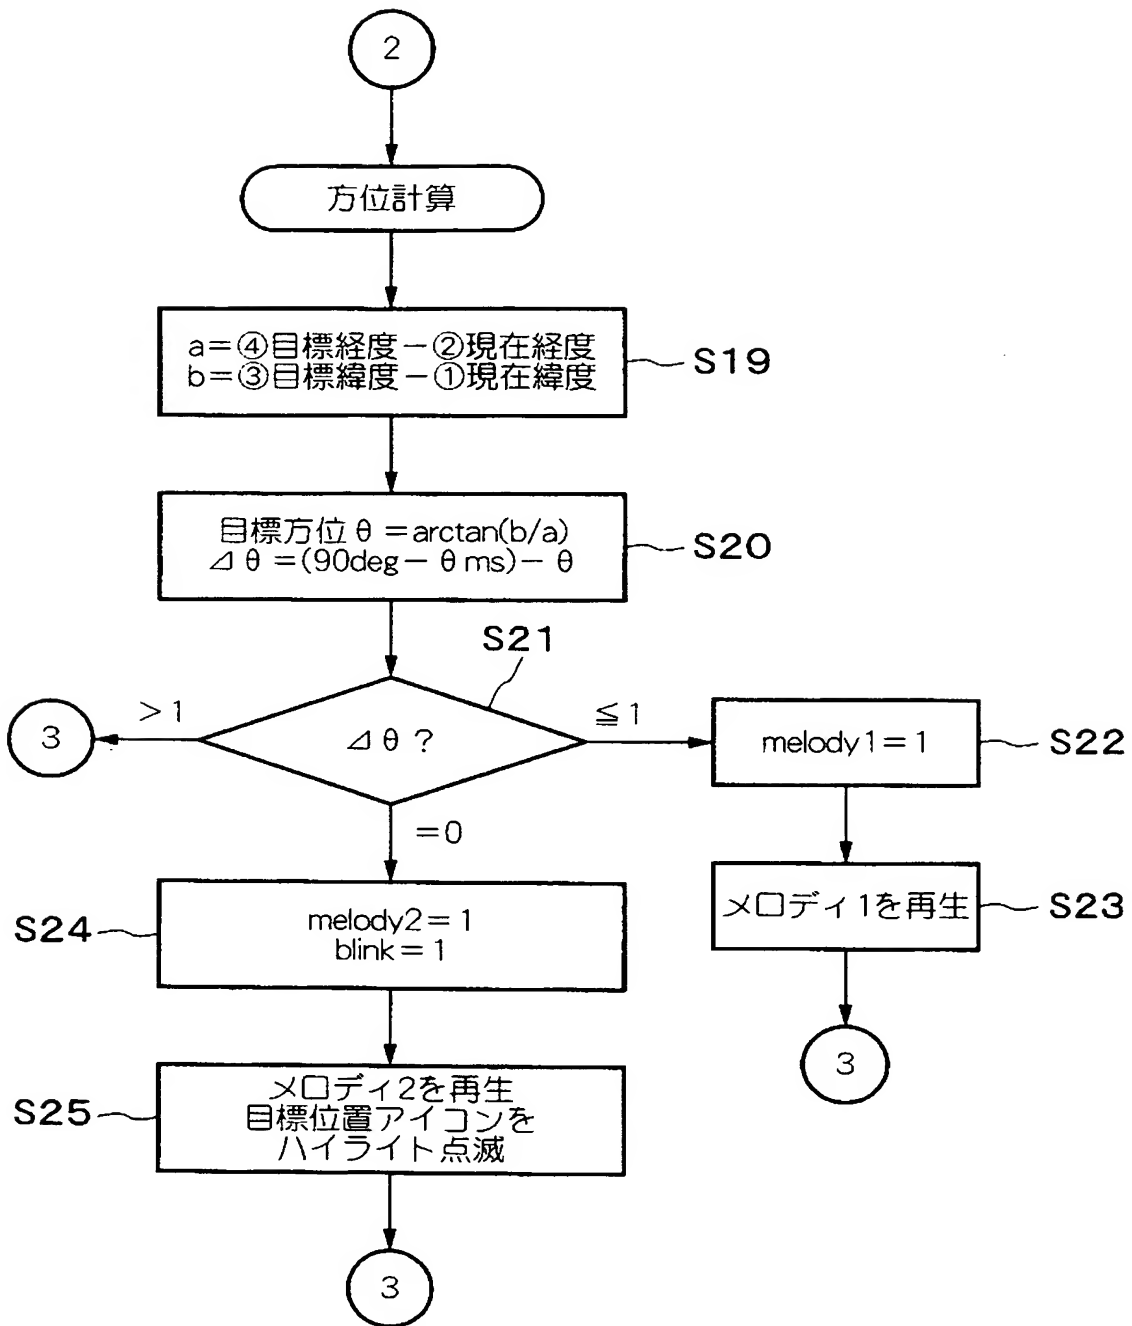 2
方位計算
a=④目標経度-②現在経度
b=③目標緯度-①現在緯度
S19
目標方位θ=arctan(b/a)
⊿θ=(90deg-θms)-θ
S20
S21
>1
3
⊿θ?
≦1
melody1=1
S22
=0
メロディ1を再生
S23
3
S24
melody2=1
blink=1
S25
メロディ2を再生
目標位置アイコンを
ハイライト点滅
3